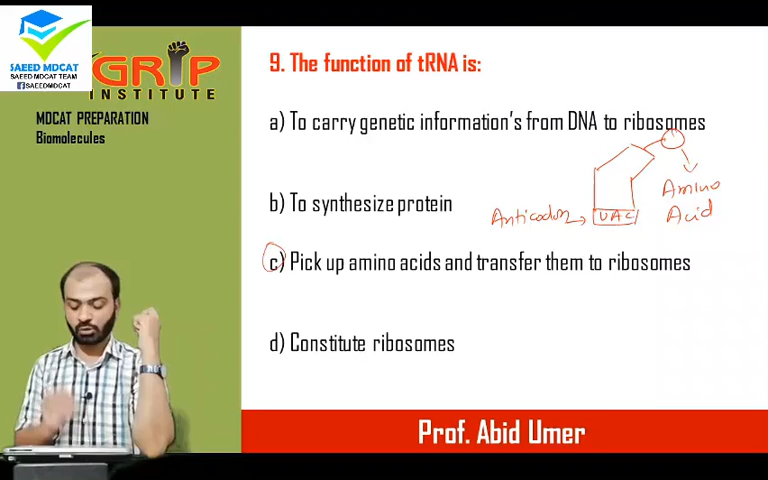 SAEED MDCAT
SAEED MDCAT TEAM
SAEEDMDCAT
GRIP
INSTITUTE
MDCAT PREPARATION
Biomolecules
9. The function of tRNA is:
a) To carry genetic information's from DNA to ribosomes
b) To synthesize protein
Anticodon
UAC
Amino
Acid
c) Pick up amino acids and transfer them to ribosomes
d) Constitute ribosomes
Prof. Abid Umer